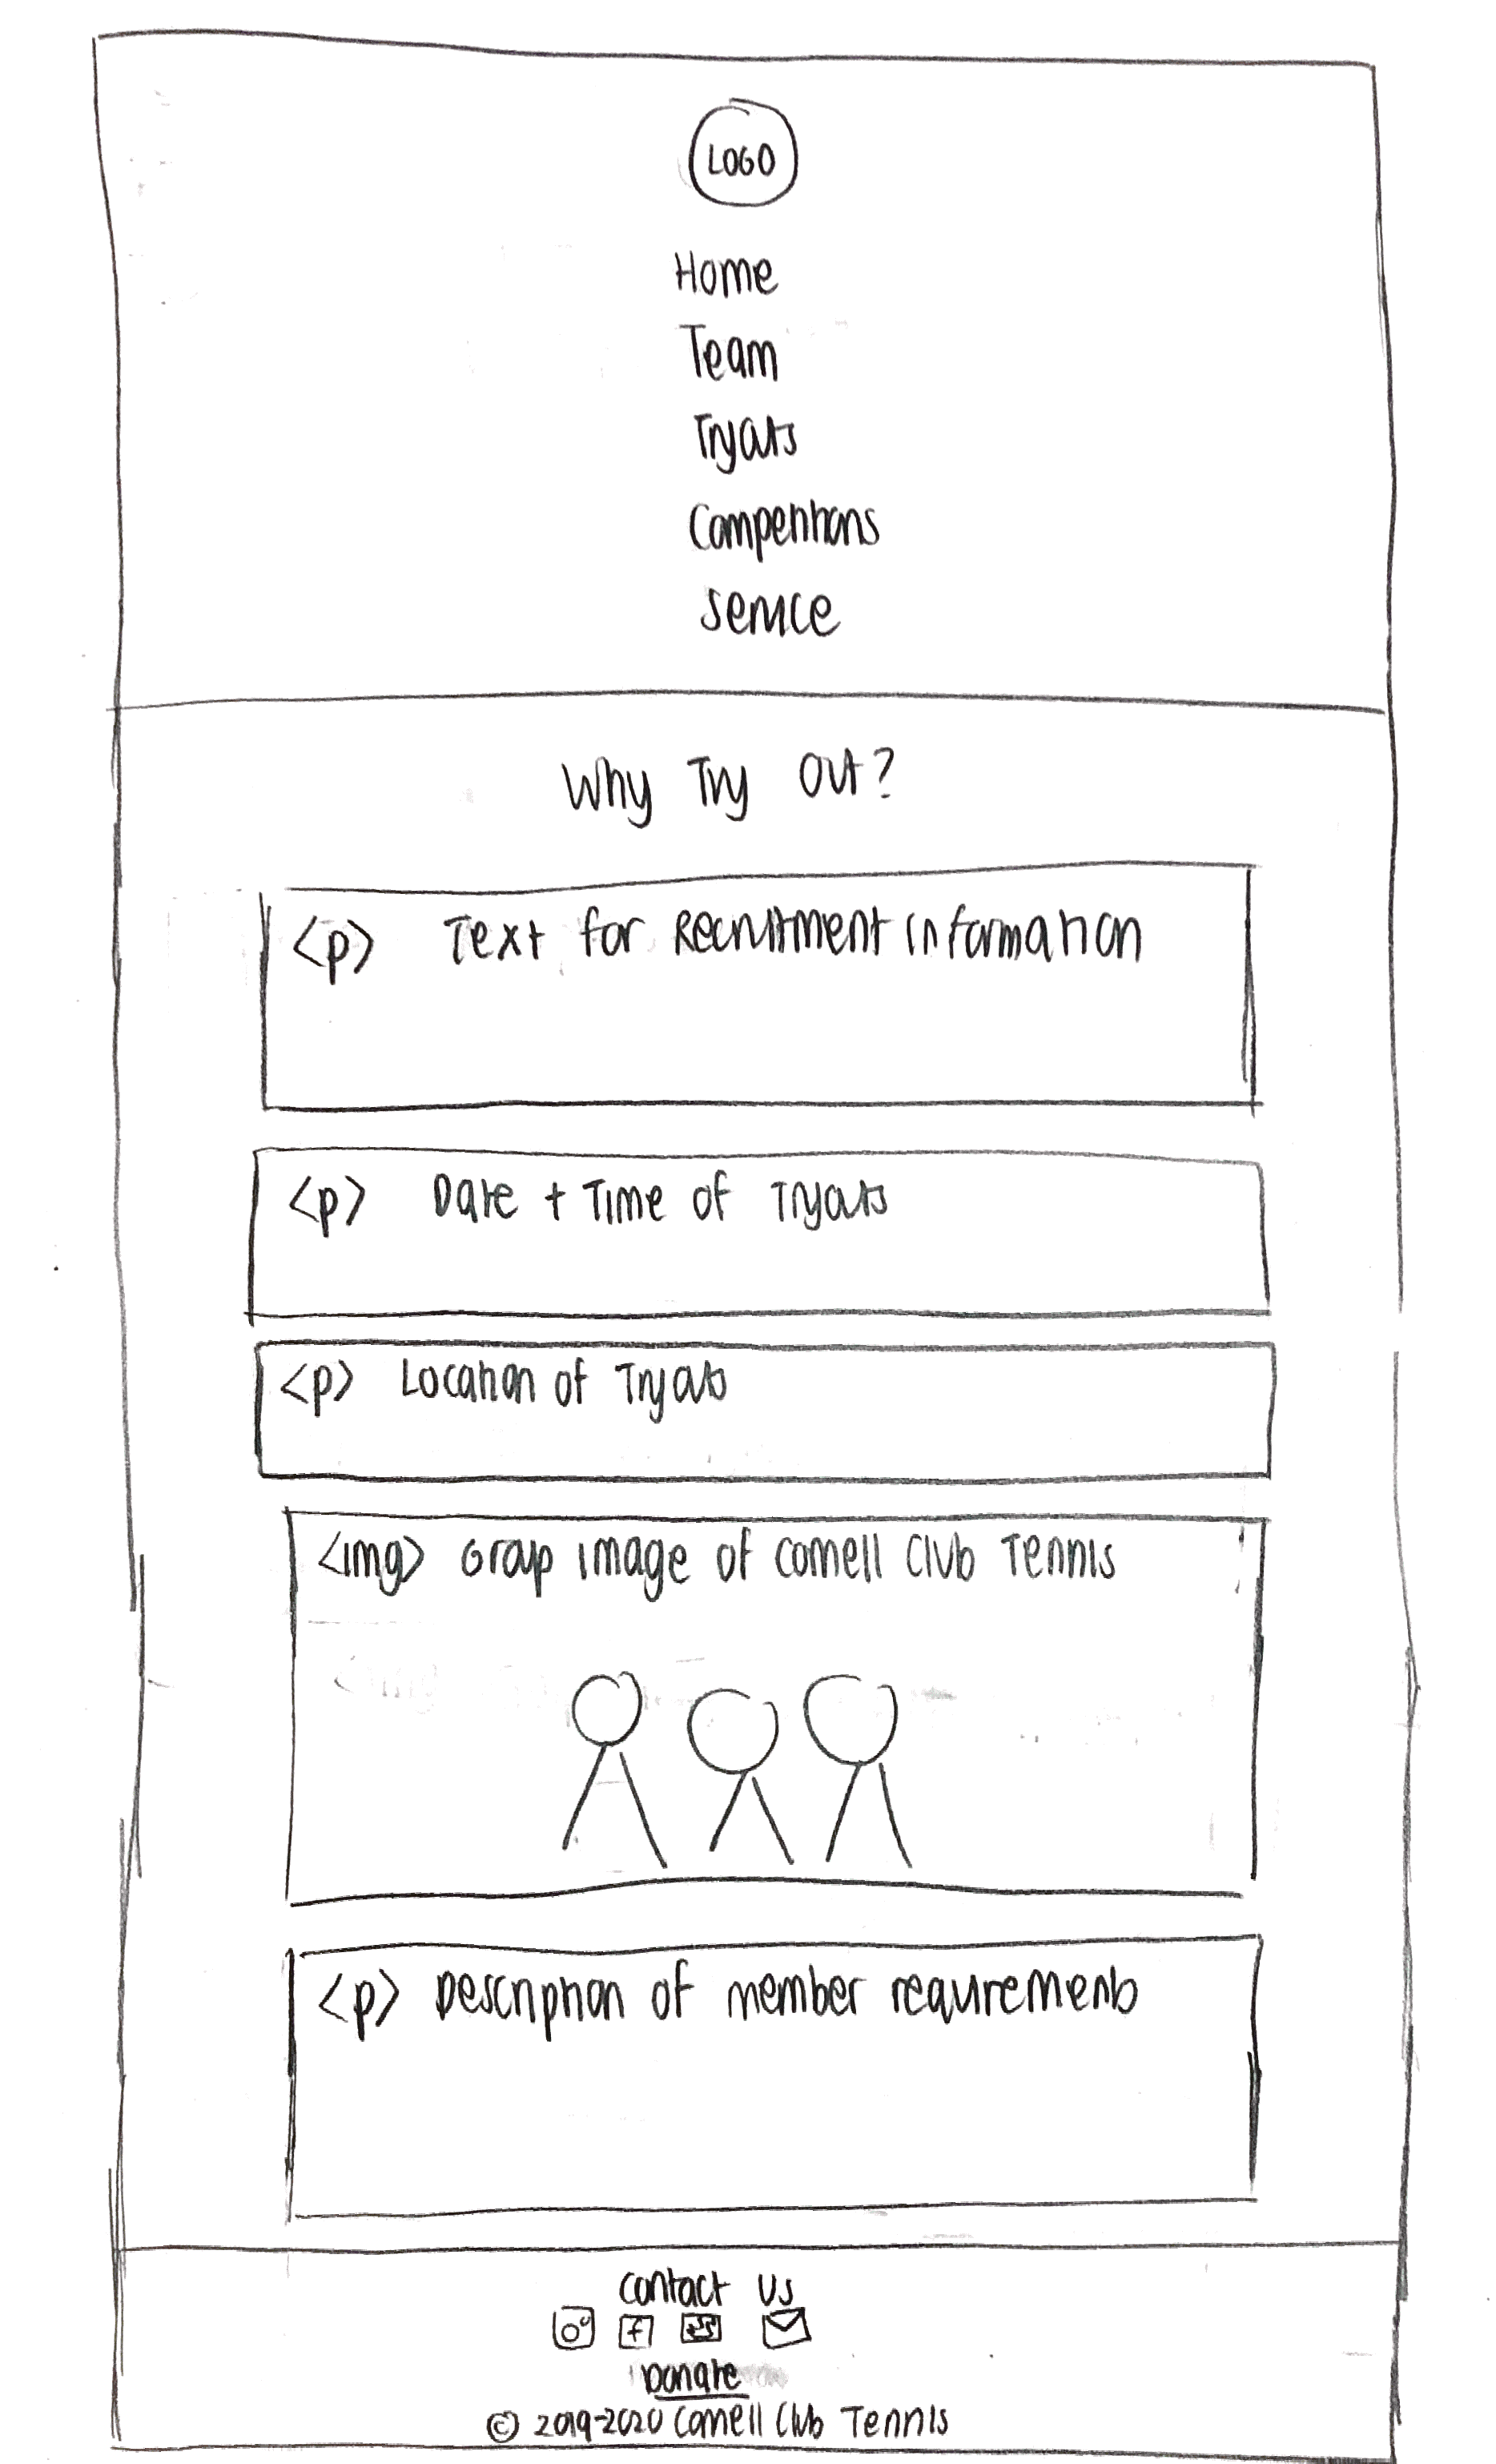 LOGO
Home
Team
Tryouts
Competitions
Service
Why Try Out?
<p> Text for Recruitment information
<p> Date + Time of Tryouts
<p> Location of Tryouts
<img> Group image of Cornell Club Tennis
<p> Description of member requirements
Contact Us
f
Donate
© 2019-2020 Cornell Club Tennis